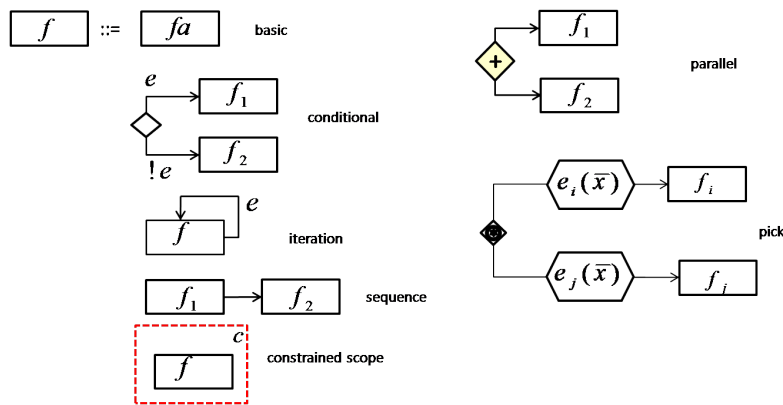 f ::= fa basic
e
f₁
conditional
f₂
!e
e
f
iteration
f₁ f₂ sequence
c
f
constrained scope
f₁
+
parallel
f₂
eᵢ(x̅) fᵢ
pick
eⱼ(x̅) fⱼ